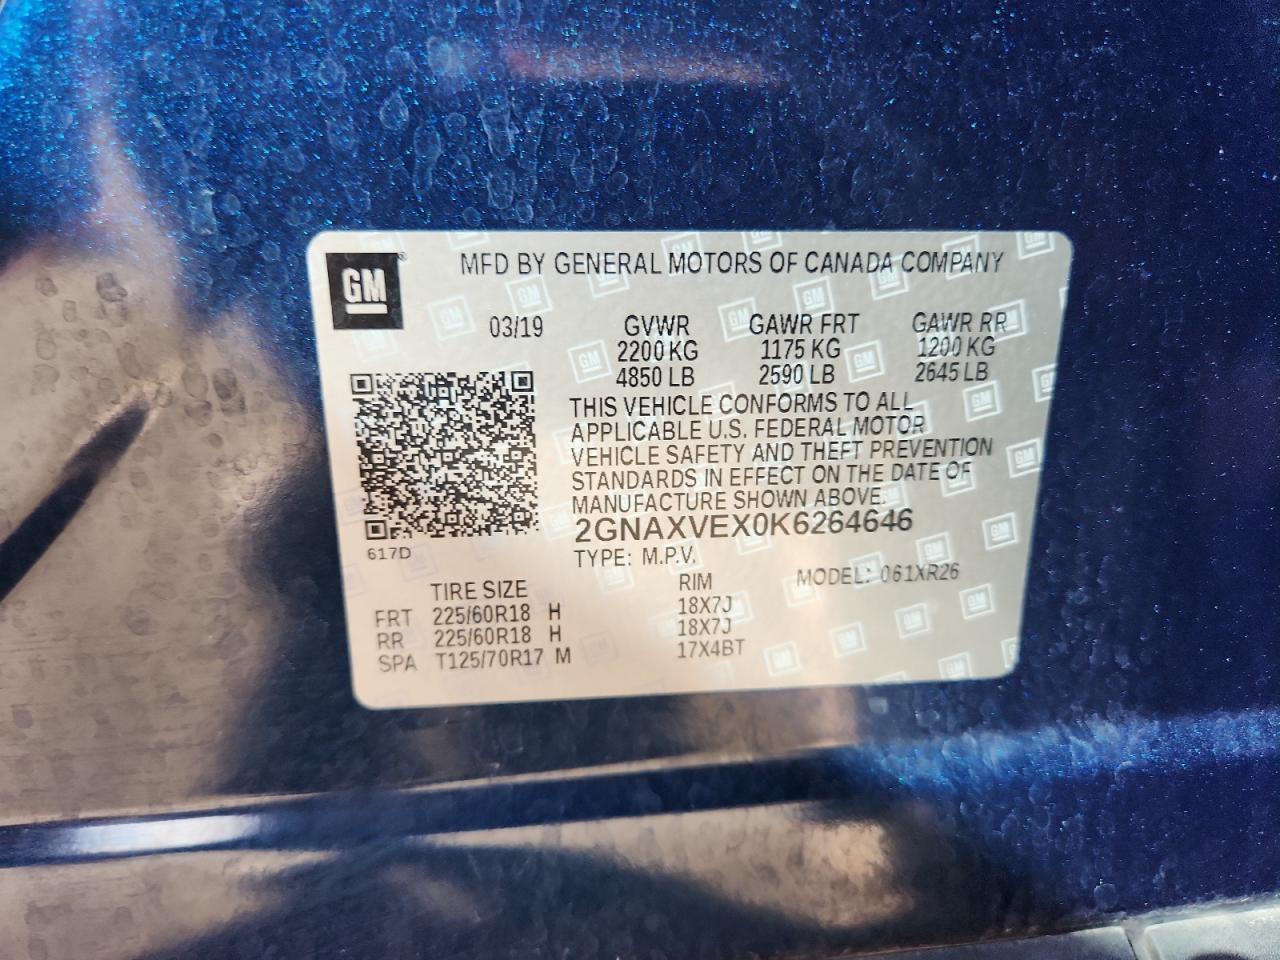 GM
MFD BY GENERAL MOTORS OF CANADA COMPANY
03/19 GVWR GAWR FRT GAWR RR
2200 KG 1175 KG 1200 KG
4850 LB 2590 LB 2645 LB
THIS VEHICLE CONFORMS TO ALL
APPLICABLE U.S. FEDERAL MOTOR
VEHICLE SAFETY AND THEFT PREVENTION
STANDARDS IN EFFECT ON THE DATE OF
MANUFACTURE SHOWN ABOVE.
2GNAXVEX0K6264646
617D
TYPE: M.P.V. MODEL: 061XR26
TIRE SIZE RIM
FRT 225/60R18 H 18X7J
RR 225/60R18 H 18X7J
SPA T125/70R17 M 17X4BT